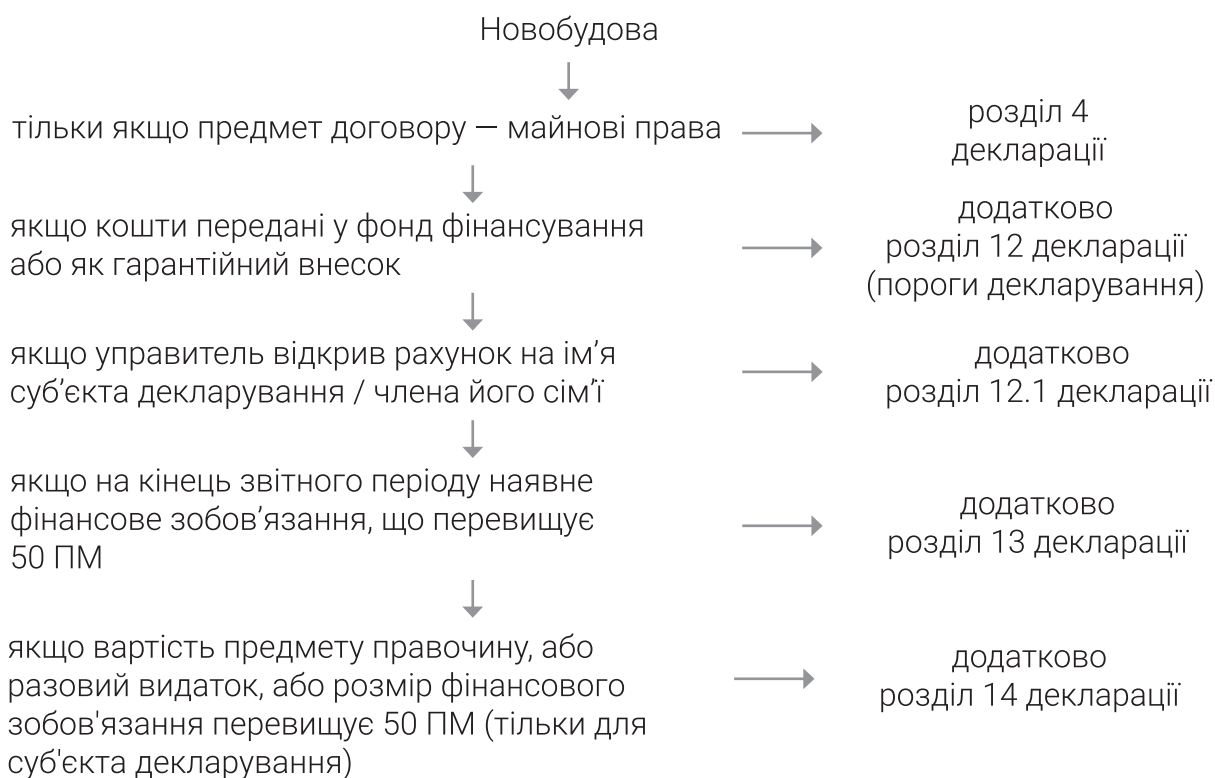 Новобудова
тільки якщо предмет договору — майнові права
розділ 4
декларації
якщо кошти передані у фонд фінансування
або як гарантійний внесок
додатково
розділ 12 декларації
(пороги декларування)
якщо управитель відкрив рахунок на ім’я
суб’єкта декларування / члена його сім’ї
додатково
розділ 12.1 декларації
якщо на кінець звітного періоду наявне
фінансове зобов’язання, що перевищує
50 ПМ
додатково
розділ 13 декларації
якщо вартість предмету правочину, або
разовий видаток, або розмір фінансового
зобов'язання перевищує 50 ПМ (тільки для
суб'єкта декларування)
додатково
розділ 14 декларації